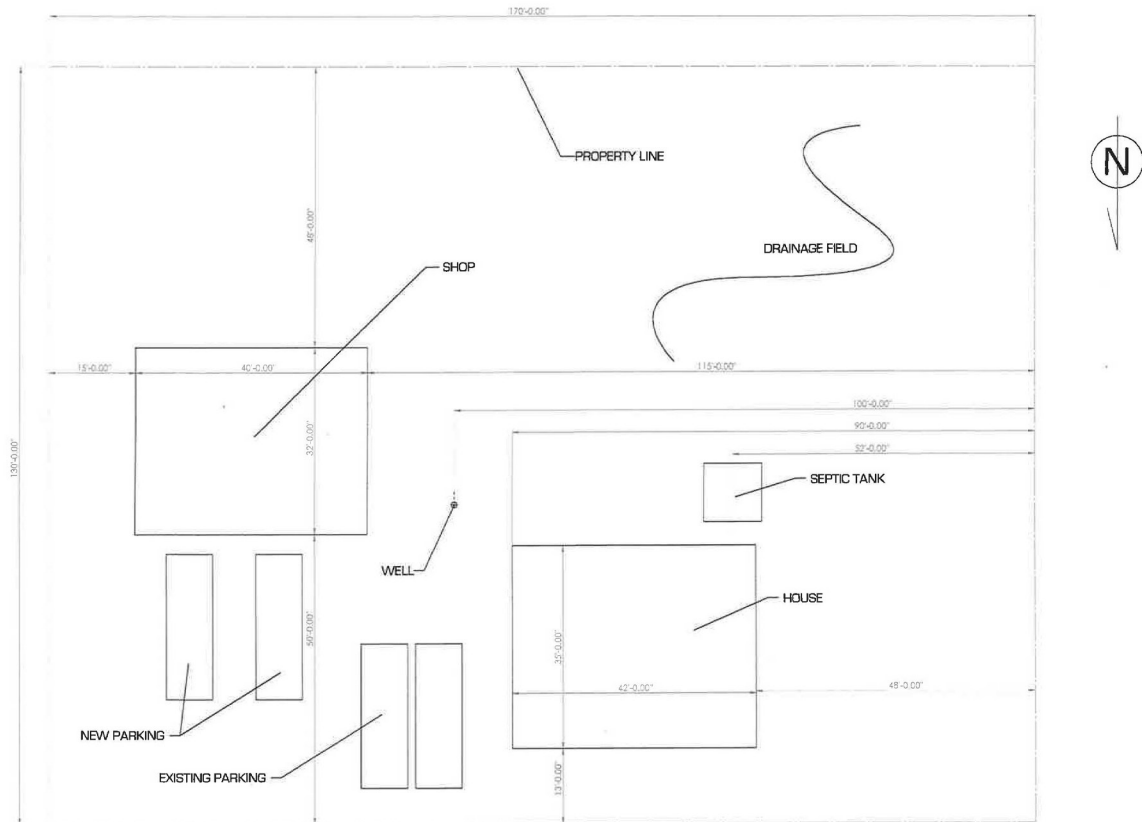 170'-0.00"
PROPERTY LINE
N
48'-0.00"
DRAINAGE FIELD
SHOP
15'-0.00"
40'-0.00"
115'-0.00"
100'-0.00"
90'-0.00"
52'-0.00"
130'-0.00"
32'-0.00"
SEPTIC TANK
WELL
HOUSE
50'-0.00"
35'-0.00"
42'-0.00"
48'-0.00"
NEW PARKING
EXISTING PARKING
13'-0.00"